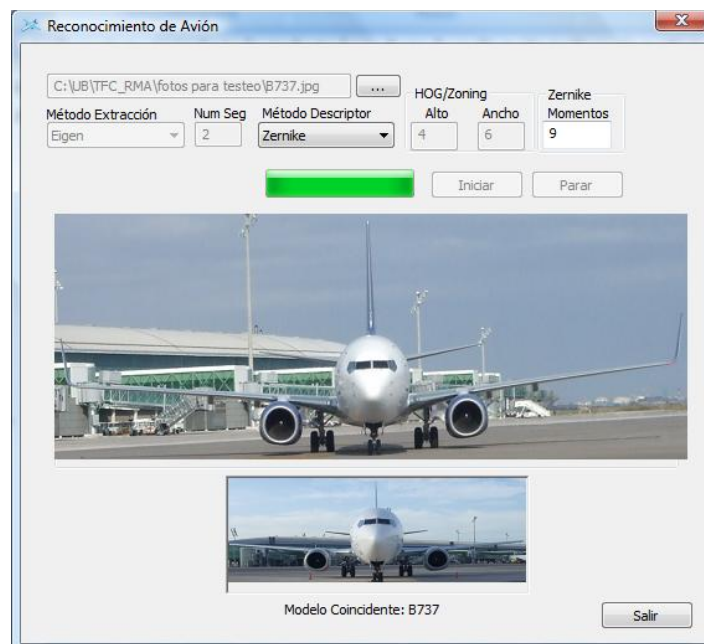 Reconocimiento de Avión
C:\UB\TFC_RMA\fotos para testeo\B737.jpg ...
HOG/Zoning Zernike
Método Extracción Num Seg Método Descriptor Alto Ancho Momentos
Eigen 2 Zernike 4 6 9
Iniciar Parar
Modelo Coincidente: B737
Salir